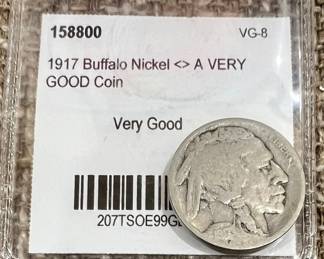 158800 VG-8
1917 Buffalo Nickel <> A VERY
GOOD Coin
Very Good